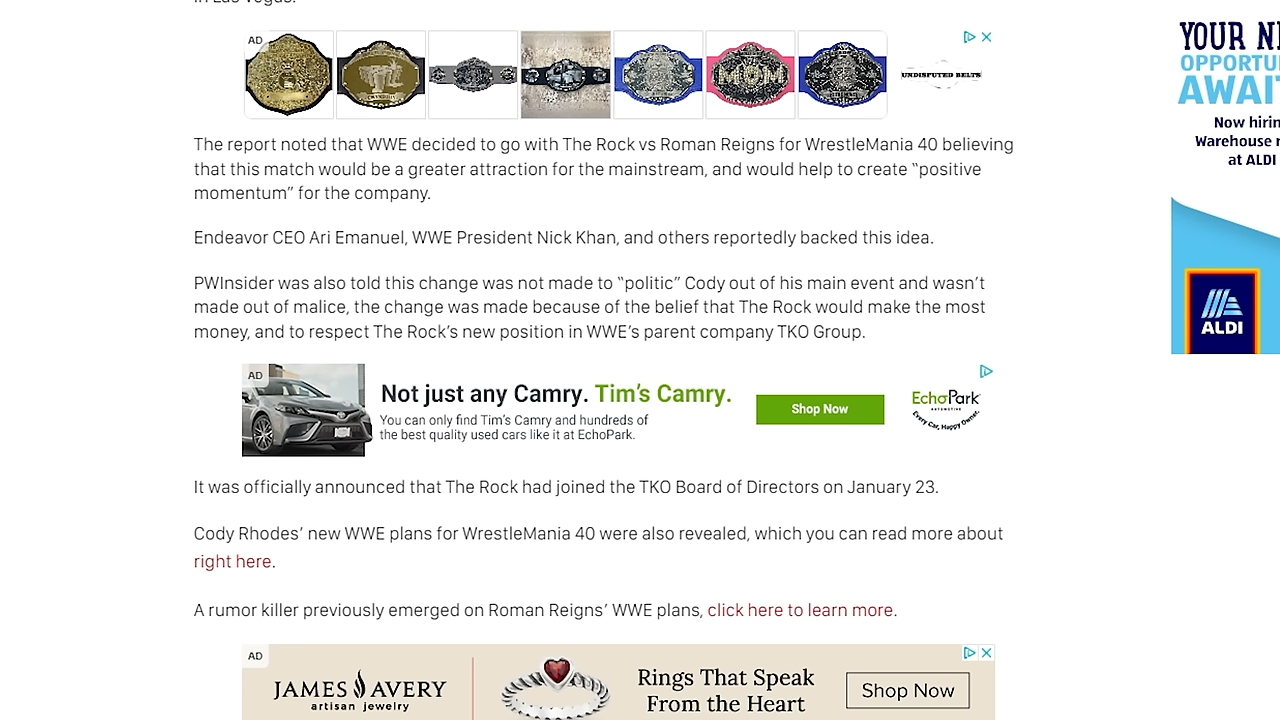 AD
MOM
UNDISPUTED BELTS
The report noted that WWE decided to go with The Rock vs Roman Reigns for WrestleMania 40 believing
that this match would be a greater attraction for the mainstream, and would help to create “positive
momentum” for the company.
Endeavor CEO Ari Emanuel, WWE President Nick Khan, and others reportedly backed this idea.
PWInsider was also told this change was not made to “politic” Cody out of his main event and wasn’t
made out of malice, the change was made because of the belief that The Rock would make the most
money, and to respect The Rock’s new position in WWE’s parent company TKO Group.
AD
Not just any Camry. Tim’s Camry.
You can only find Tim’s Camry and hundreds of
the best quality used cars like it at EchoPark.
Shop Now
EchoPark
AUTOMOTIVE
Every Car, Happy Owner.
It was officially announced that The Rock had joined the TKO Board of Directors on January 23.
Cody Rhodes’ new WWE plans for WrestleMania 40 were also revealed, which you can read more about
right here.
A rumor killer previously emerged on Roman Reigns’ WWE plans, click here to learn more.
AD
JAMES AVERY
artisan jewelry
Rings That Speak
From the Heart
Shop Now
YOUR
OPPORTU
AWAIT
Now hirin
Warehouse
at ALDI
ALDI